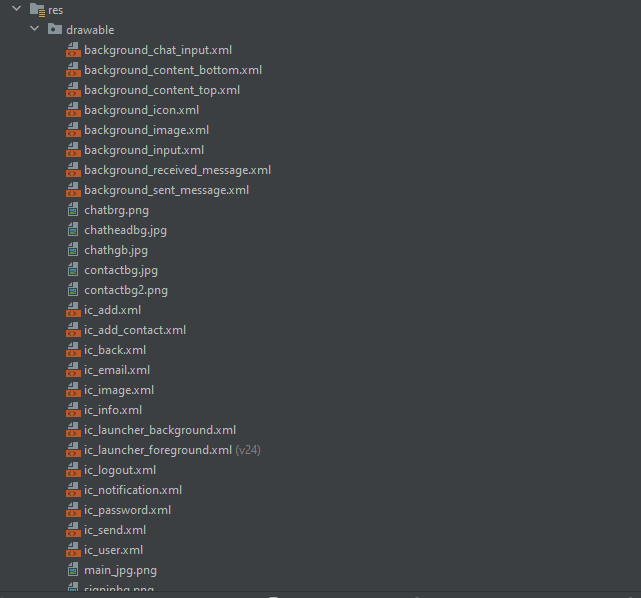 res
drawable
background_chat_input.xml
background_content_bottom.xml
background_content_top.xml
background_icon.xml
background_image.xml
background_input.xml
background_received_message.xml
background_sent_message.xml
chatbrg.png
chatheadbg.jpg
chathgb.jpg
contactbg.jpg
contactbg2.png
ic_add.xml
ic_add_contact.xml
ic_back.xml
ic_email.xml
ic_image.xml
ic_info.xml
ic_launcher_background.xml
ic_launcher_foreground.xml (v24)
ic_logout.xml
ic_notification.xml
ic_password.xml
ic_send.xml
ic_user.xml
main_jpg.png
signinbg.png